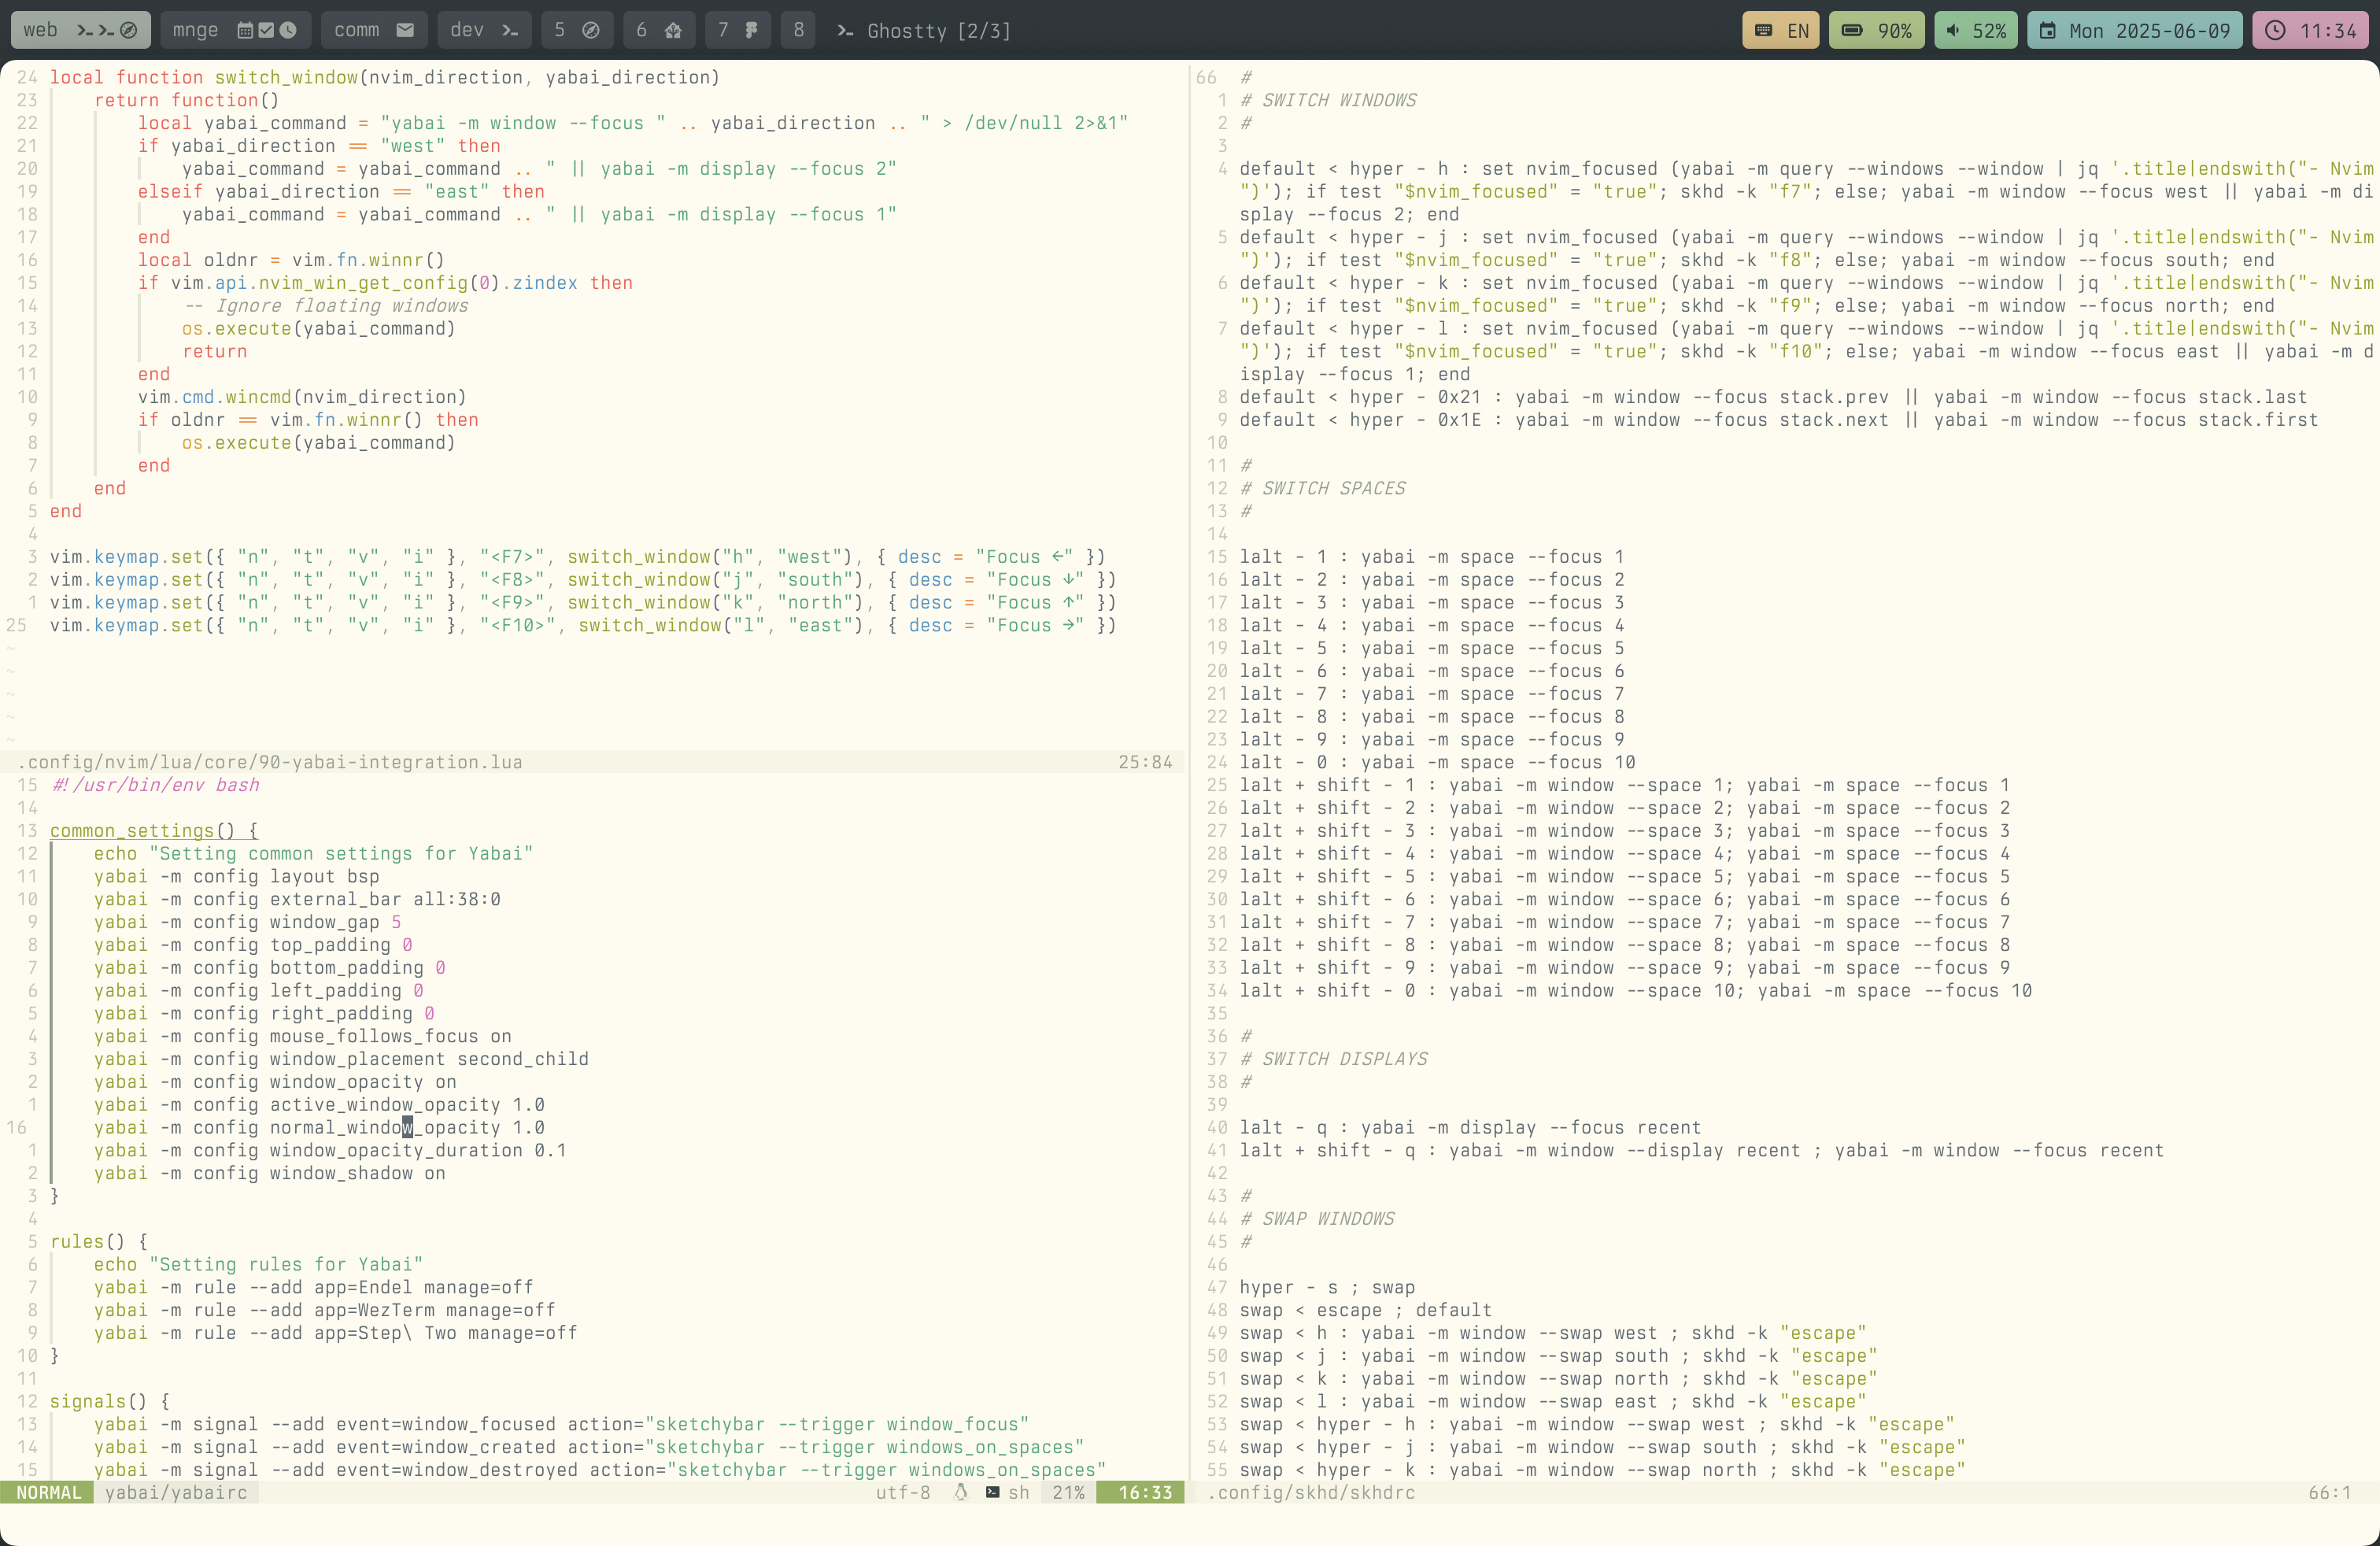 web
mnge
comm
dev
5
6
7
8
Ghostty [2/3]
EN
90%
52%
Mon 2025-06-09
11:34
24 local function switch_window(nvim_direction, yabai_direction)
23 return function()
22 local yabai_command = "yabai -m window --focus " .. yabai_direction .. " > /dev/null 2>&1"
21 if yabai_direction == "west" then
20 yabai_command = yabai_command .. " || yabai -m display --focus 2"
19 elseif yabai_direction == "east" then
18 yabai_command = yabai_command .. " || yabai -m display --focus 1"
17 end
16 local oldnr = vim.fn.winnr()
15 if vim.api.nvim_win_get_config(0).zindex then
14 -- Ignore floating windows
13 os.execute(yabai_command)
12 return
11 end
10 vim.cmd.wincmd(nvim_direction)
9 if oldnr == vim.fn.winnr() then
8 os.execute(yabai_command)
7 end
6 end
5 end
4
3 vim.keymap.set({ "n", "t", "v", "i" }, "<F7>", switch_window("h", "west"), { desc = "Focus ←" })
2 vim.keymap.set({ "n", "t", "v", "i" }, "<F8>", switch_window("j", "south"), { desc = "Focus ↓" })
1 vim.keymap.set({ "n", "t", "v", "i" }, "<F9>", switch_window("k", "north"), { desc = "Focus ↑" })
25 vim.keymap.set({ "n", "t", "v", "i" }, "<F10>", switch_window("l", "east"), { desc = "Focus →" })
~
~
~
~
~
.config/nvim/lua/core/90-yabai-integration.lua 25:84
15 #!/usr/bin/env bash
14
13 common_settings() {
12 echo "Setting common settings for Yabai"
11 yabai -m config layout bsp
10 yabai -m config external_bar all:38:0
9 yabai -m config window_gap 5
8 yabai -m config top_padding 0
7 yabai -m config bottom_padding 0
6 yabai -m config left_padding 0
5 yabai -m config right_padding 0
4 yabai -m config mouse_follows_focus on
3 yabai -m config window_placement second_child
2 yabai -m config window_opacity on
1 yabai -m config active_window_opacity 1.0
16 yabai -m config normal_window_opacity 1.0
1 yabai -m config window_opacity_duration 0.1
2 yabai -m config window_shadow on
3 }
4
5 rules() {
6 echo "Setting rules for Yabai"
7 yabai -m rule --add app=Endel manage=off
8 yabai -m rule --add app=WezTerm manage=off
9 yabai -m rule --add app=Step\ Two manage=off
10 }
11
12 signals() {
13 yabai -m signal --add event=window_focused action="sketchybar --trigger window_focus"
14 yabai -m signal --add event=window_created action="sketchybar --trigger windows_on_spaces"
15 yabai -m signal --add event=window_destroyed action="sketchybar --trigger windows_on_spaces"
NORMAL yabai/yabairc utf-8 sh 21% 16:33
66 #
1 # SWITCH WINDOWS
2 #
3
4 default < hyper - h : set nvim_focused (yabai -m query --windows --window | jq '.title|endswith("- Nvim
")'); if test "$nvim_focused" = "true"; skhd -k "f7"; else; yabai -m window --focus west || yabai -m di
splay --focus 2; end
5 default < hyper - j : set nvim_focused (yabai -m query --windows --window | jq '.title|endswith("- Nvim
")'); if test "$nvim_focused" = "true"; skhd -k "f8"; else; yabai -m window --focus south; end
6 default < hyper - k : set nvim_focused (yabai -m query --windows --window | jq '.title|endswith("- Nvim
")'); if test "$nvim_focused" = "true"; skhd -k "f9"; else; yabai -m window --focus north; end
7 default < hyper - l : set nvim_focused (yabai -m query --windows --window | jq '.title|endswith("- Nvim
")'); if test "$nvim_focused" = "true"; skhd -k "f10"; else; yabai -m window --focus east || yabai -m d
isplay --focus 1; end
8 default < hyper - 0x21 : yabai -m window --focus stack.prev || yabai -m window --focus stack.last
9 default < hyper - 0x1E : yabai -m window --focus stack.next || yabai -m window --focus stack.first
10
11 #
12 # SWITCH SPACES
13 #
14
15 lalt - 1 : yabai -m space --focus 1
16 lalt - 2 : yabai -m space --focus 2
17 lalt - 3 : yabai -m space --focus 3
18 lalt - 4 : yabai -m space --focus 4
19 lalt - 5 : yabai -m space --focus 5
20 lalt - 6 : yabai -m space --focus 6
21 lalt - 7 : yabai -m space --focus 7
22 lalt - 8 : yabai -m space --focus 8
23 lalt - 9 : yabai -m space --focus 9
24 lalt - 0 : yabai -m space --focus 10
25 lalt + shift - 1 : yabai -m window --space 1; yabai -m space --focus 1
26 lalt + shift - 2 : yabai -m window --space 2; yabai -m space --focus 2
27 lalt + shift - 3 : yabai -m window --space 3; yabai -m space --focus 3
28 lalt + shift - 4 : yabai -m window --space 4; yabai -m space --focus 4
29 lalt + shift - 5 : yabai -m window --space 5; yabai -m space --focus 5
30 lalt + shift - 6 : yabai -m window --space 6; yabai -m space --focus 6
31 lalt + shift - 7 : yabai -m window --space 7; yabai -m space --focus 7
32 lalt + shift - 8 : yabai -m window --space 8; yabai -m space --focus 8
33 lalt + shift - 9 : yabai -m window --space 9; yabai -m space --focus 9
34 lalt + shift - 0 : yabai -m window --space 10; yabai -m space --focus 10
35
36 #
37 # SWITCH DISPLAYS
38 #
39
40 lalt - q : yabai -m display --focus recent
41 lalt + shift - q : yabai -m window --display recent ; yabai -m window --focus recent
42
43 #
44 # SWAP WINDOWS
45 #
46
47 hyper - s ; swap
48 swap < escape ; default
49 swap < h : yabai -m window --swap west ; skhd -k "escape"
50 swap < j : yabai -m window --swap south ; skhd -k "escape"
51 swap < k : yabai -m window --swap north ; skhd -k "escape"
52 swap < l : yabai -m window --swap east ; skhd -k "escape"
53 swap < hyper - h : yabai -m window --swap west ; skhd -k "escape"
54 swap < hyper - j : yabai -m window --swap south ; skhd -k "escape"
55 swap < hyper - k : yabai -m window --swap north ; skhd -k "escape"
.config/skhd/skhdrc 66:1